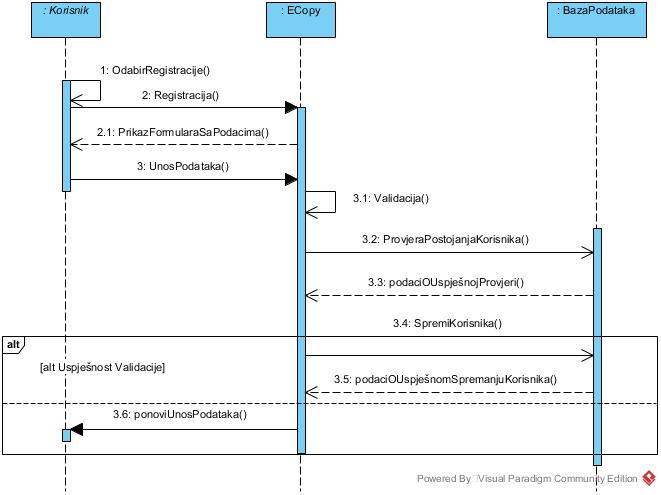 : Korisnik
: ECopy
: BazaPodataka
1: OdabirRegistracije()
2: Registracija()
2.1: PrikazFormularaSaPodacima()
3: UnosPodataka()
3.1: Validacija()
3.2: ProvjeraPostojanjaKorisnika()
3.3: podaciOUspješnojProvjeri()
3.4: SpremiKorisnika()
alt
[alt Uspješnost Validacije]
3.5: podaciOUspješnomSpremanjuKorisnika()
3.6: ponoviUnosPodataka()
Powered By Visual Paradigm Community Edition